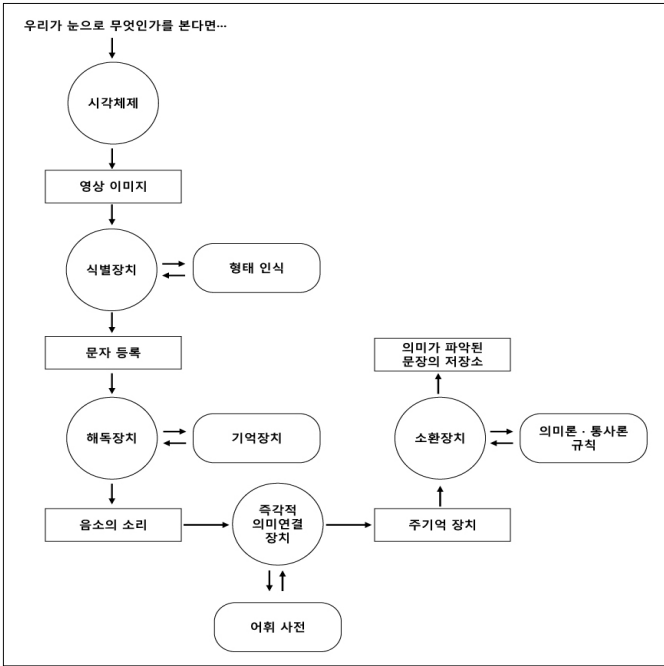 우리가 눈으로 무엇인가를 본다면…
시각체제
영상 이미지
식별장치
형태 인식
문자 등록
의미가 파악된
문장의 저장소
해독장치
기억장치
소환장치
의미론 · 통사론
규칙
음소의 소리
즉각적
의미연결
장치
주기억 장치
어휘 사전